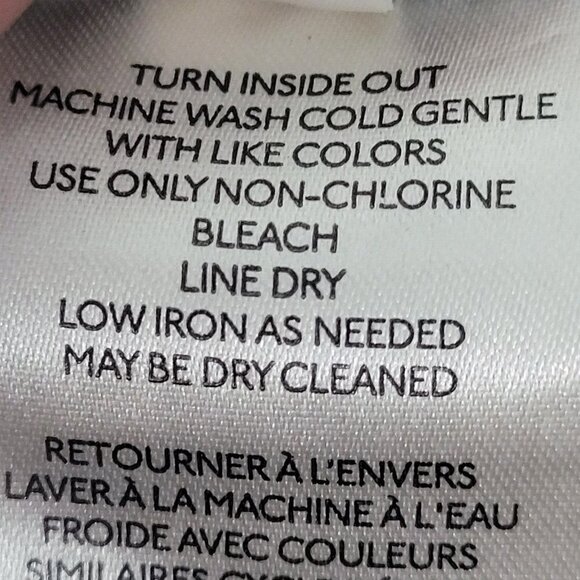 TURN INSIDE OUT
MACHINE WASH COLD GENTLE
WITH LIKE COLORS
USE ONLY NON-CHLORINE
BLEACH
LINE DRY
LOW IRON AS NEEDED
MAY BE DRY CLEANED
RETOURNER À L'ENVERS
LAVER À LA MACHINE À L'EAU
FROIDE AVEC COULEURS
SIMILAIRES